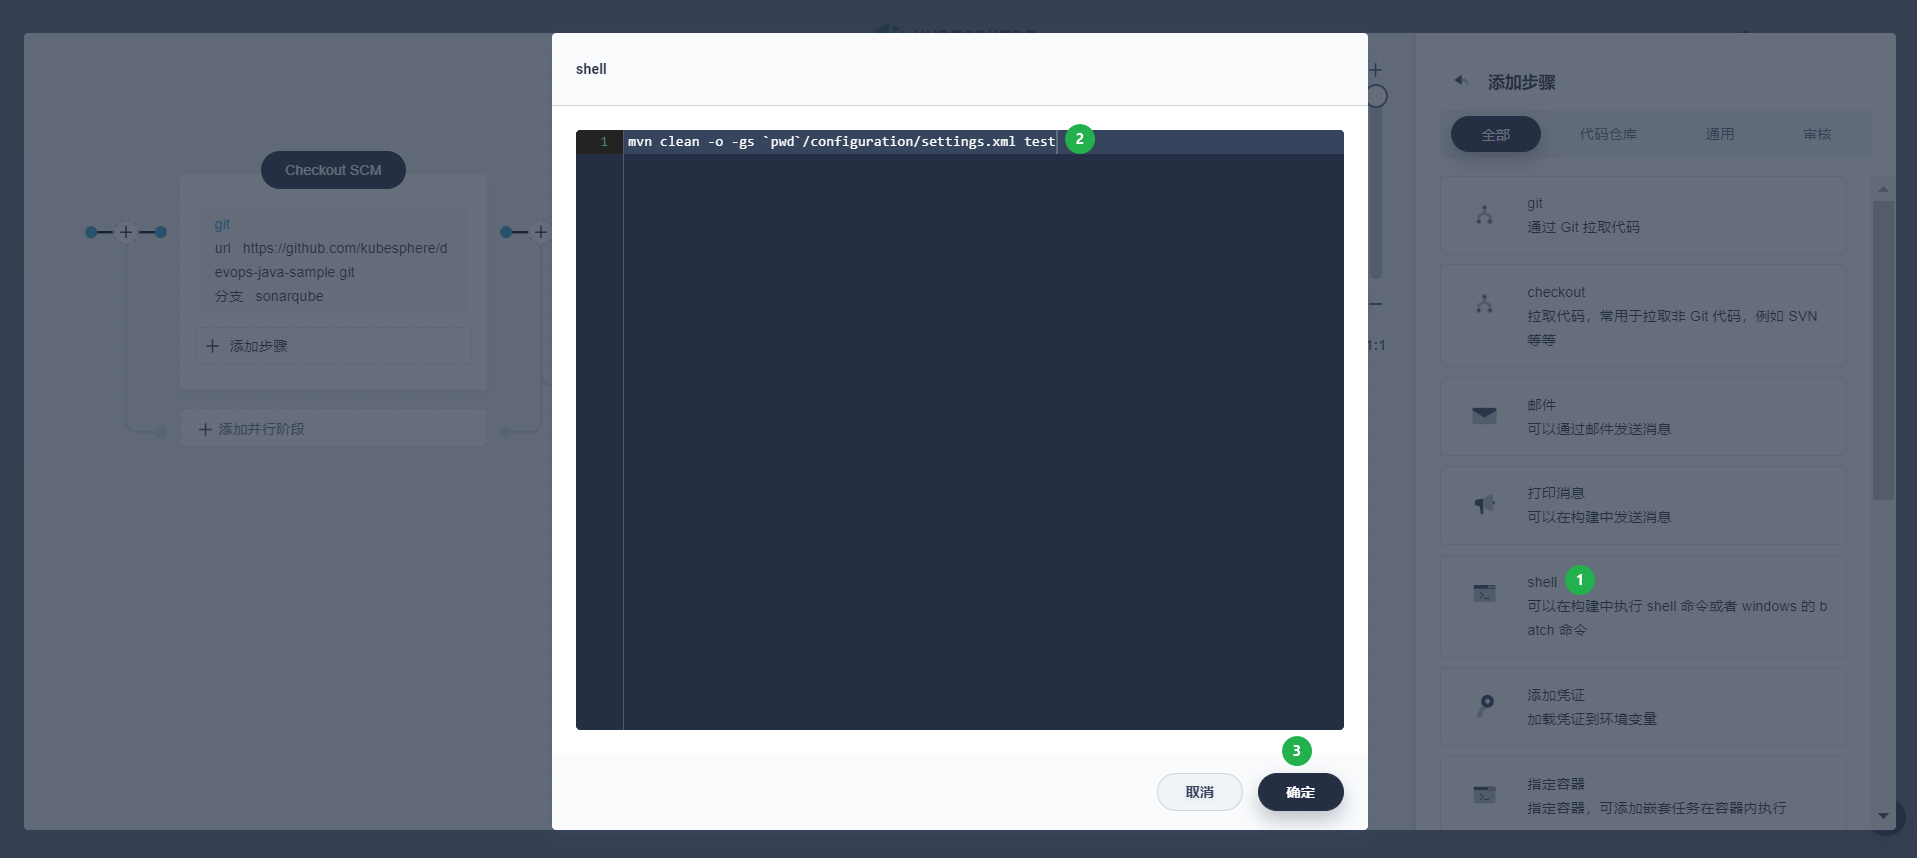 shell
1
mvn clean -o -gs `pwd`/configuration/settings.xml test
2
3
取消
确定
Checkout SCM
git
url https://github.com/kubesphere/d
evops-java-sample.git
分支 sonarqube
添加步骤
添加并行阶段
1:1
添加步骤
全部
代码仓库
通用
审核
git
通过 Git 拉取代码
checkout
拉取代码，常用于拉取非 Git 代码，例如 SVN
等等
邮件
可以通过邮件发送消息
打印消息
可以在构建中发送消息
shell
1
可以在构建中执行 shell 命令或者 windows 的 b
atch 命令
添加凭证
加载凭证到环境变量
指定容器
指定容器，可添加嵌套任务在容器内执行